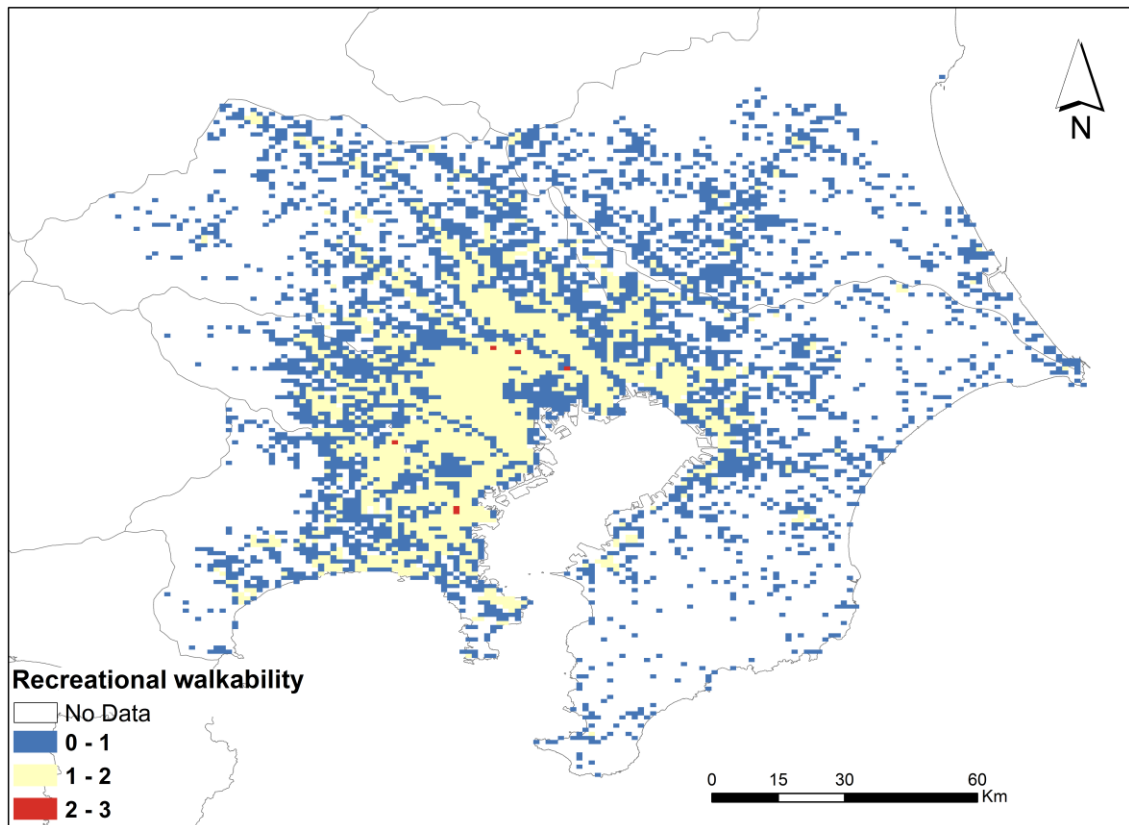 N
Recreational walkability
No Data
0 - 1
1 - 2
2 - 3
0 15 30 60
Km